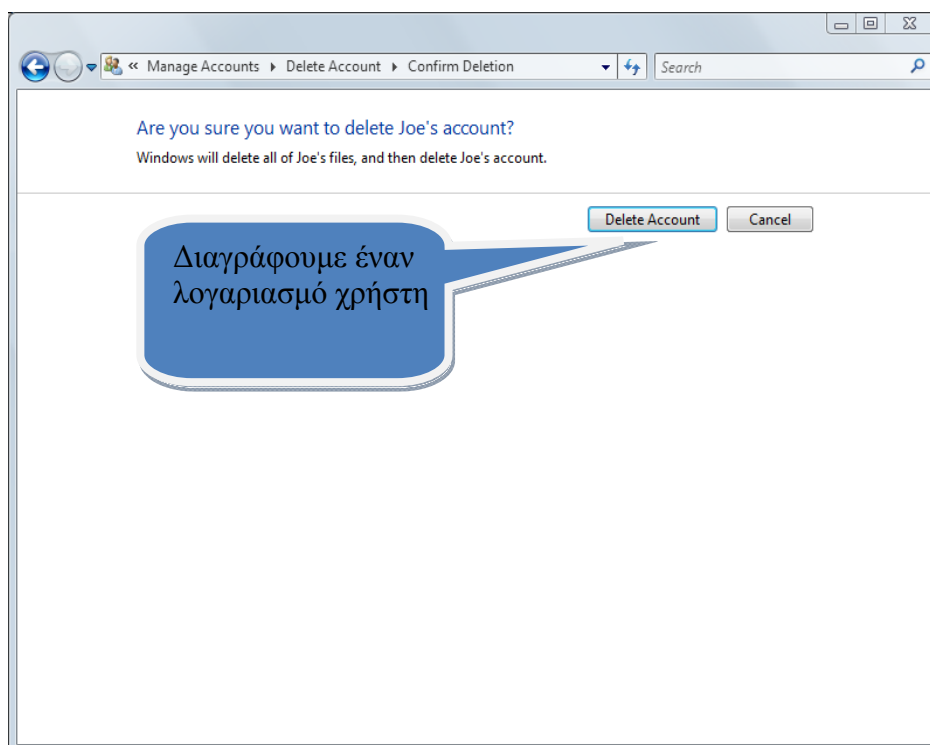 « Manage Accounts ▸ Delete Account ▸ Confirm Deletion Search
Are you sure you want to delete Joe's account?
Windows will delete all of Joe's files, and then delete Joe's account.
Delete Account Cancel
Διαγράφουμε έναν
λογαριασμό χρήστη